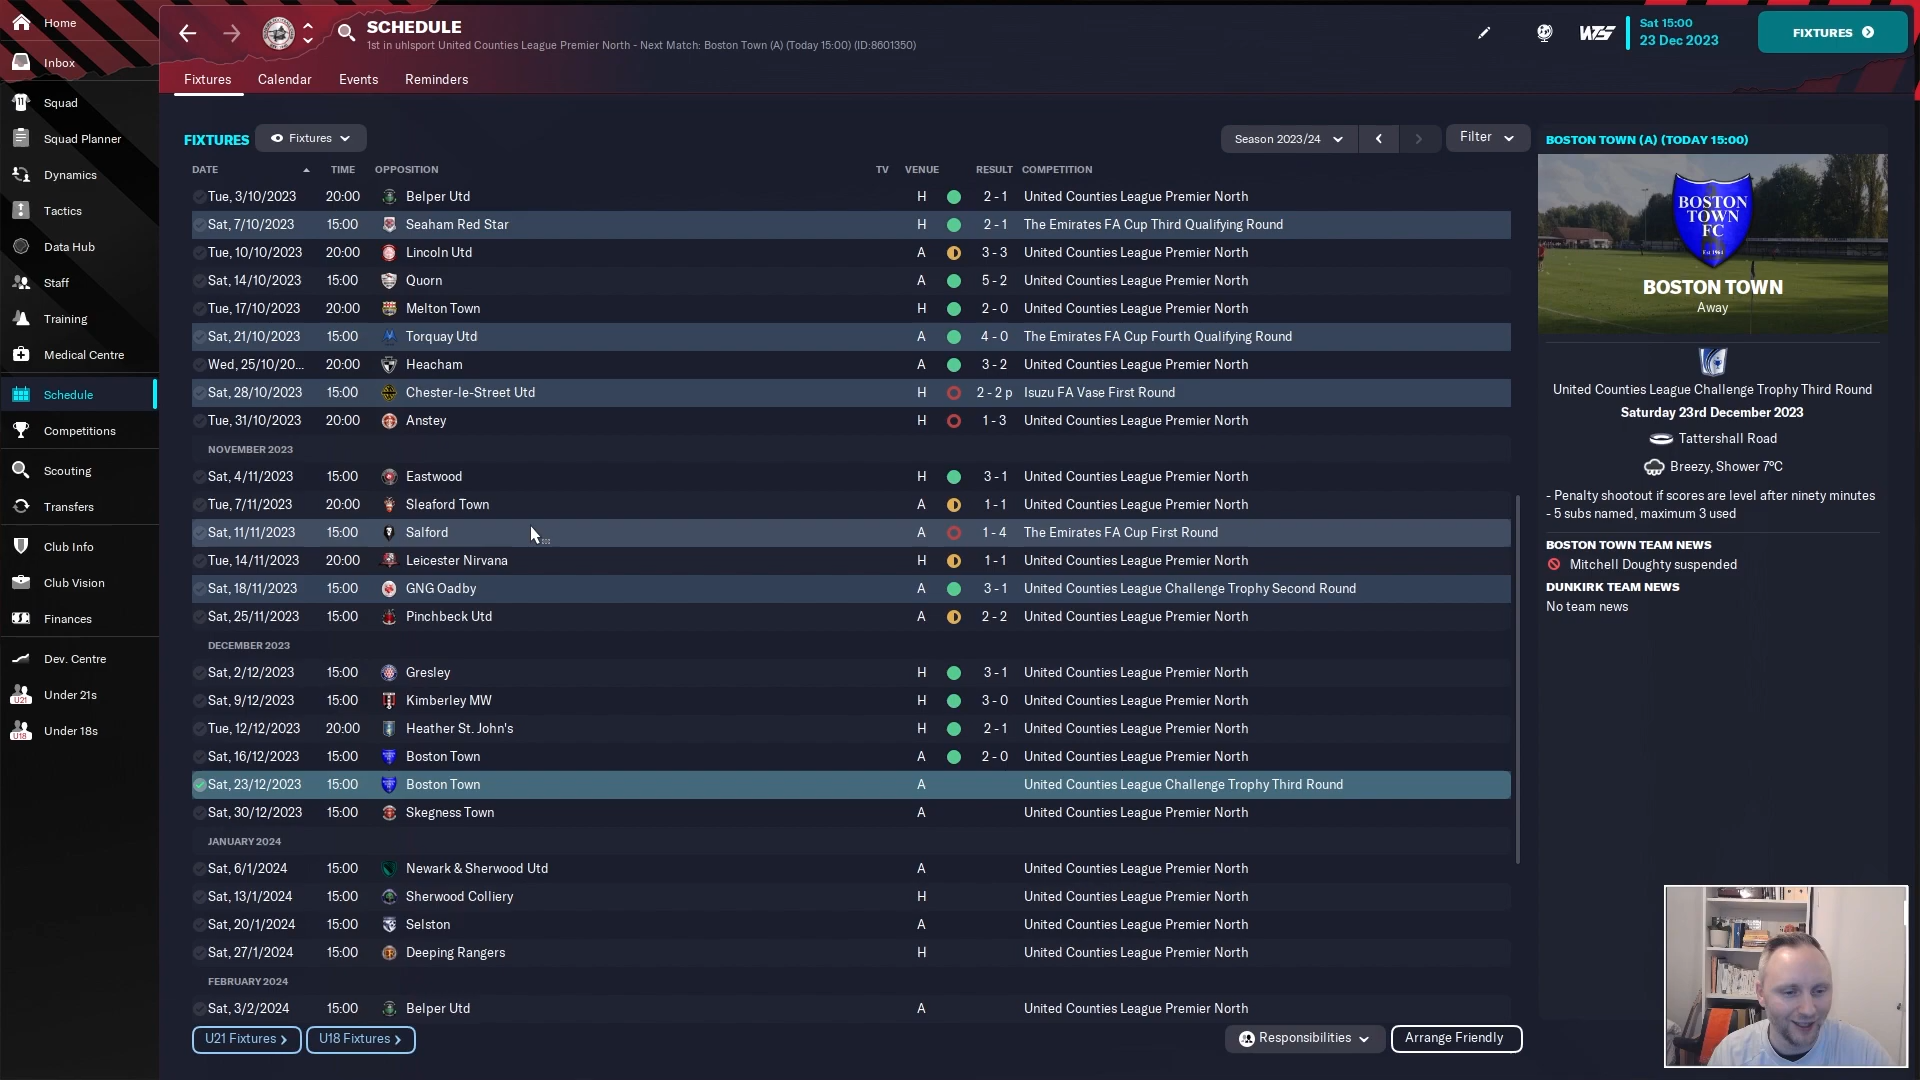 Home
Inbox
Squad
Squad Planner
Dynamics
Tactics
Data Hub
Staff
Training
Medical Centre
Schedule
Competitions
Scouting
Transfers
Club Info
Club Vision
Finances
Dev. Centre
U21 Under 21s
U18 Under 18s
SCHEDULE
1st in uhlsport United Counties League Premier North - Next Match: Boston Town (A) (Today 15:00) (ID:8601350)
Sat 15:00
23 Dec 2023
FIXTURES
Fixtures Calendar Events Reminders
FIXTURES Fixtures Season 2023/24 Filter
DATE TIME OPPOSITION TV VENUE RESULT COMPETITION
Tue, 3/10/2023 20:00 Belper Utd H 2 - 1 United Counties League Premier North
Sat, 7/10/2023 15:00 Seaham Red Star H 2 - 1 The Emirates FA Cup Third Qualifying Round
Tue, 10/10/2023 20:00 Lincoln Utd A 3 - 3 United Counties League Premier North
Sat, 14/10/2023 15:00 Quorn A 5 - 2 United Counties League Premier North
Tue, 17/10/2023 20:00 Melton Town H 2 - 0 United Counties League Premier North
Sat, 21/10/2023 15:00 Torquay Utd A 4 - 0 The Emirates FA Cup Fourth Qualifying Round
Wed, 25/10/20... 20:00 Heacham A 3 - 2 United Counties League Premier North
Sat, 28/10/2023 15:00 Chester-le-Street Utd H 2 - 2 p Isuzu FA Vase First Round
Tue, 31/10/2023 20:00 Anstey H 1 - 3 United Counties League Premier North
NOVEMBER 2023
Sat, 4/11/2023 15:00 Eastwood H 3 - 1 United Counties League Premier North
Tue, 7/11/2023 20:00 Sleaford Town A 1 - 1 United Counties League Premier North
Sat, 11/11/2023 15:00 Salford A 1 - 4 The Emirates FA Cup First Round
Tue, 14/11/2023 20:00 Leicester Nirvana H 1 - 1 United Counties League Premier North
Sat, 18/11/2023 15:00 GNG Oadby A 3 - 1 United Counties League Challenge Trophy Second Round
Sat, 25/11/2023 15:00 Pinchbeck Utd A 2 - 2 United Counties League Premier North
DECEMBER 2023
Sat, 2/12/2023 15:00 Gresley H 3 - 1 United Counties League Premier North
Sat, 9/12/2023 15:00 Kimberley MW H 3 - 0 United Counties League Premier North
Tue, 12/12/2023 20:00 Heather St. John's H 2 - 1 United Counties League Premier North
Sat, 16/12/2023 15:00 Boston Town A 2 - 0 United Counties League Premier North
Sat, 23/12/2023 15:00 Boston Town A United Counties League Challenge Trophy Third Round
Sat, 30/12/2023 15:00 Skegness Town A United Counties League Premier North
JANUARY 2024
Sat, 6/1/2024 15:00 Newark & Sherwood Utd A United Counties League Premier North
Sat, 13/1/2024 15:00 Sherwood Colliery H United Counties League Premier North
Sat, 20/1/2024 15:00 Selston A United Counties League Premier North
Sat, 27/1/2024 15:00 Deeping Rangers H United Counties League Premier North
FEBRUARY 2024
Sat, 3/2/2024 15:00 Belper Utd A United Counties League Premier North
U21 Fixtures U18 Fixtures Responsibilities Arrange Friendly
BOSTON TOWN (A) (TODAY 15:00)
BOSTON
TOWN
FC
Est 1964
BOSTON TOWN
Away
United Counties League Challenge Trophy Third Round
Saturday 23rd December 2023
Tattershall Road
Breezy, Shower 7ºC
- Penalty shootout if scores are level after ninety minutes
- 5 subs named, maximum 3 used
BOSTON TOWN TEAM NEWS
Mitchell Doughty suspended
DUNKIRK TEAM NEWS
No team news